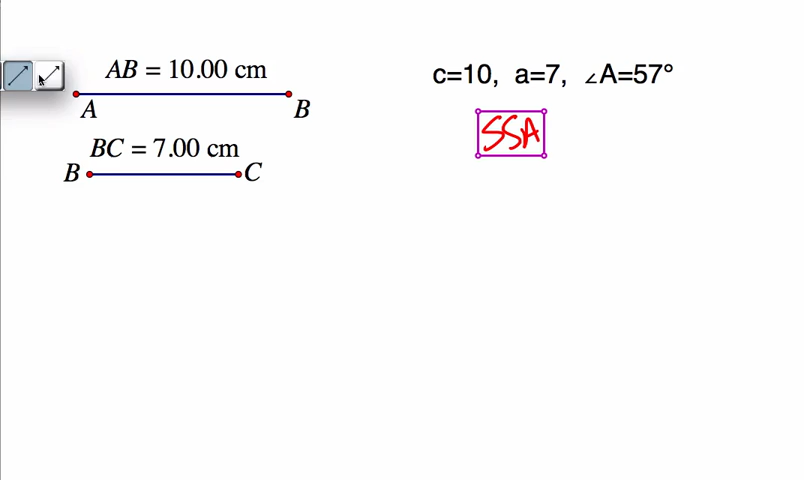 AB = 10.00 cm
A B
BC = 7.00 cm
B C
c=10, a=7, ∠A=57°
SSA